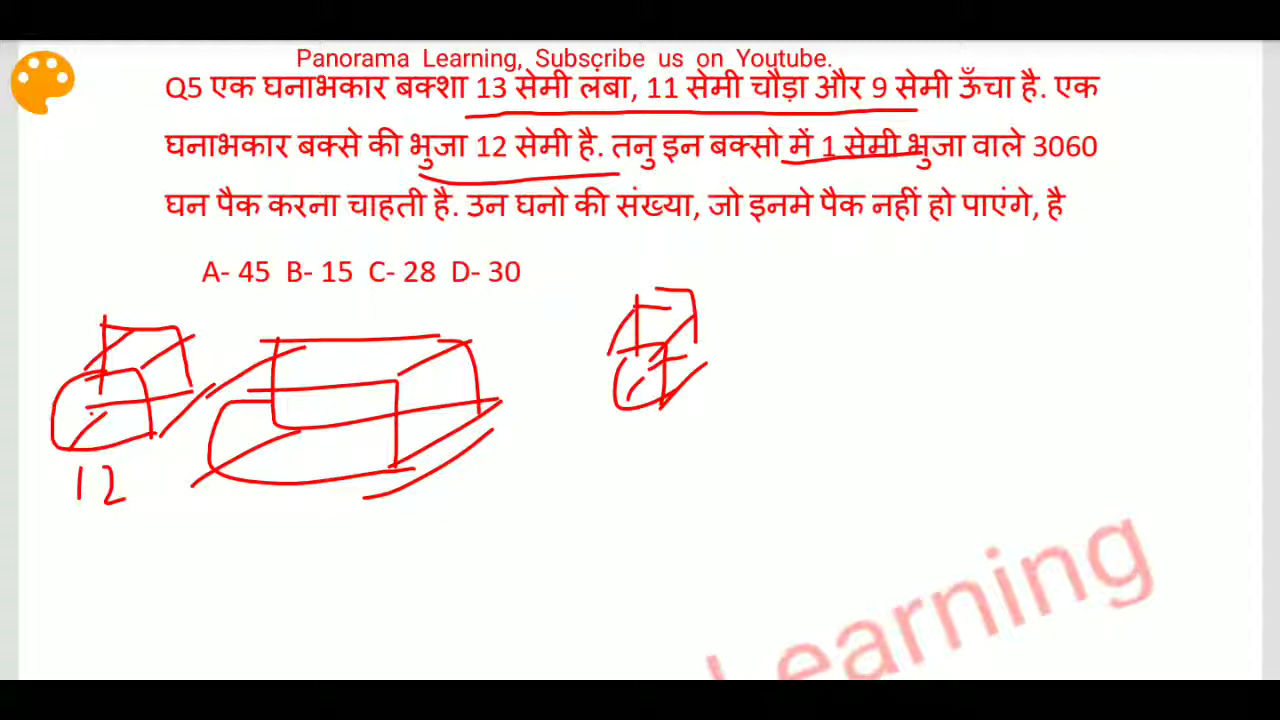 Panorama Learning, Subscribe us on Youtube.
Q5 एक घनाभकार बक्शा 13 सेमी लंबा, 11 सेमी चौड़ा और 9 सेमी ऊँचा है. एक
घनाभकार बक्से की भुजा 12 सेमी है. तनु इन बक्सो में 1 सेमी भुजा वाले 3060
घन पैक करना चाहती है. उन घनो की संख्या, जो इनमे पैक नहीं हो पाएंगे, है
A- 45 B- 15 C- 28 D- 30
12
Learning